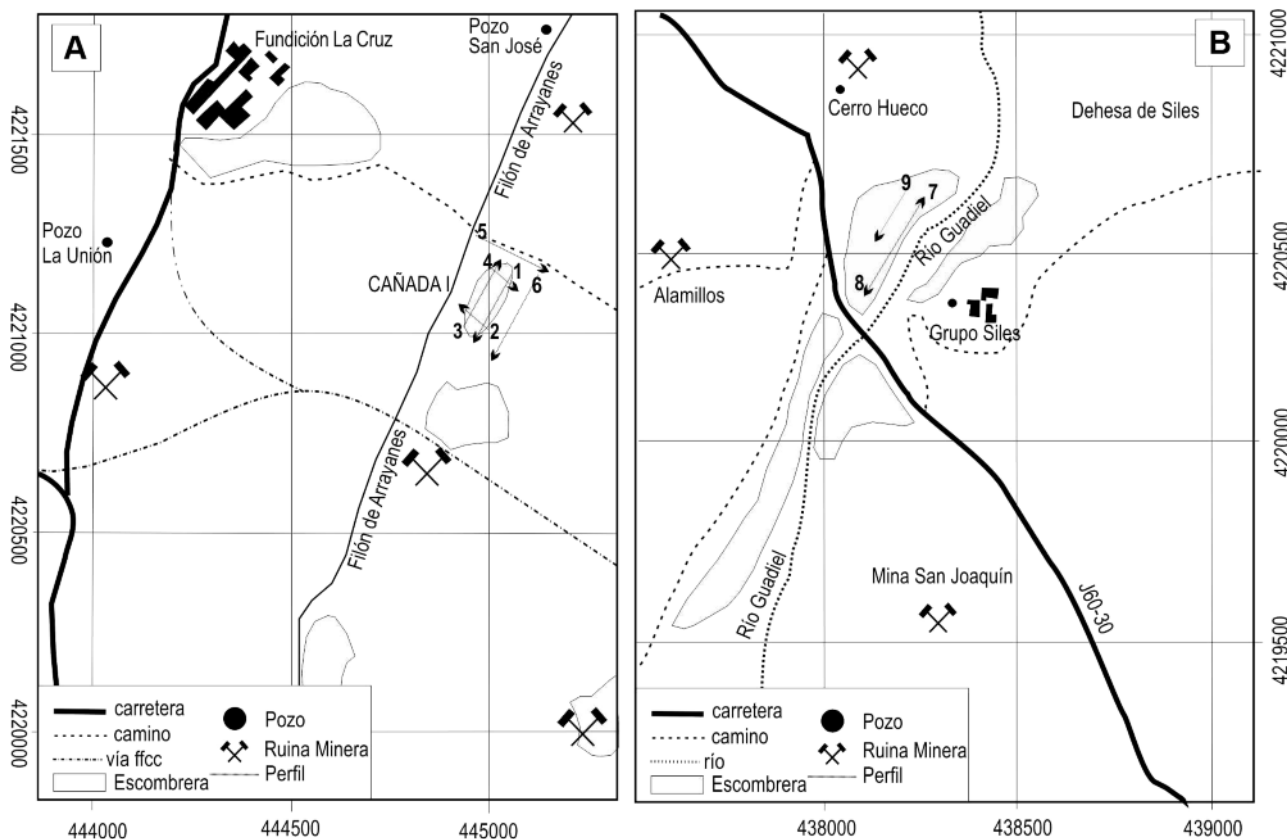 A
Fundición La Cruz
Pozo
San José
Filón de Arrayanes
Pozo
La Unión
CAÑADA I
5
4
1
6
3
2
Filón de Arrayanes
4221500
4221000
4220500
4220000
carretera
camino
vía ffcc
Escombrera
Pozo
Ruina Minera
Perfil
444000
444500
445000
B
Cerro Hueco
Dehesa de Siles
9
7
Río Guadiel
8
Alamillos
Grupo Siles
Río Guadiel
Mina San Joaquín
J60-30
4221000
4220500
4220000
4219500
carretera
camino
río
Escombrera
Pozo
Ruina Minera
Perfil
438000
438500
439000